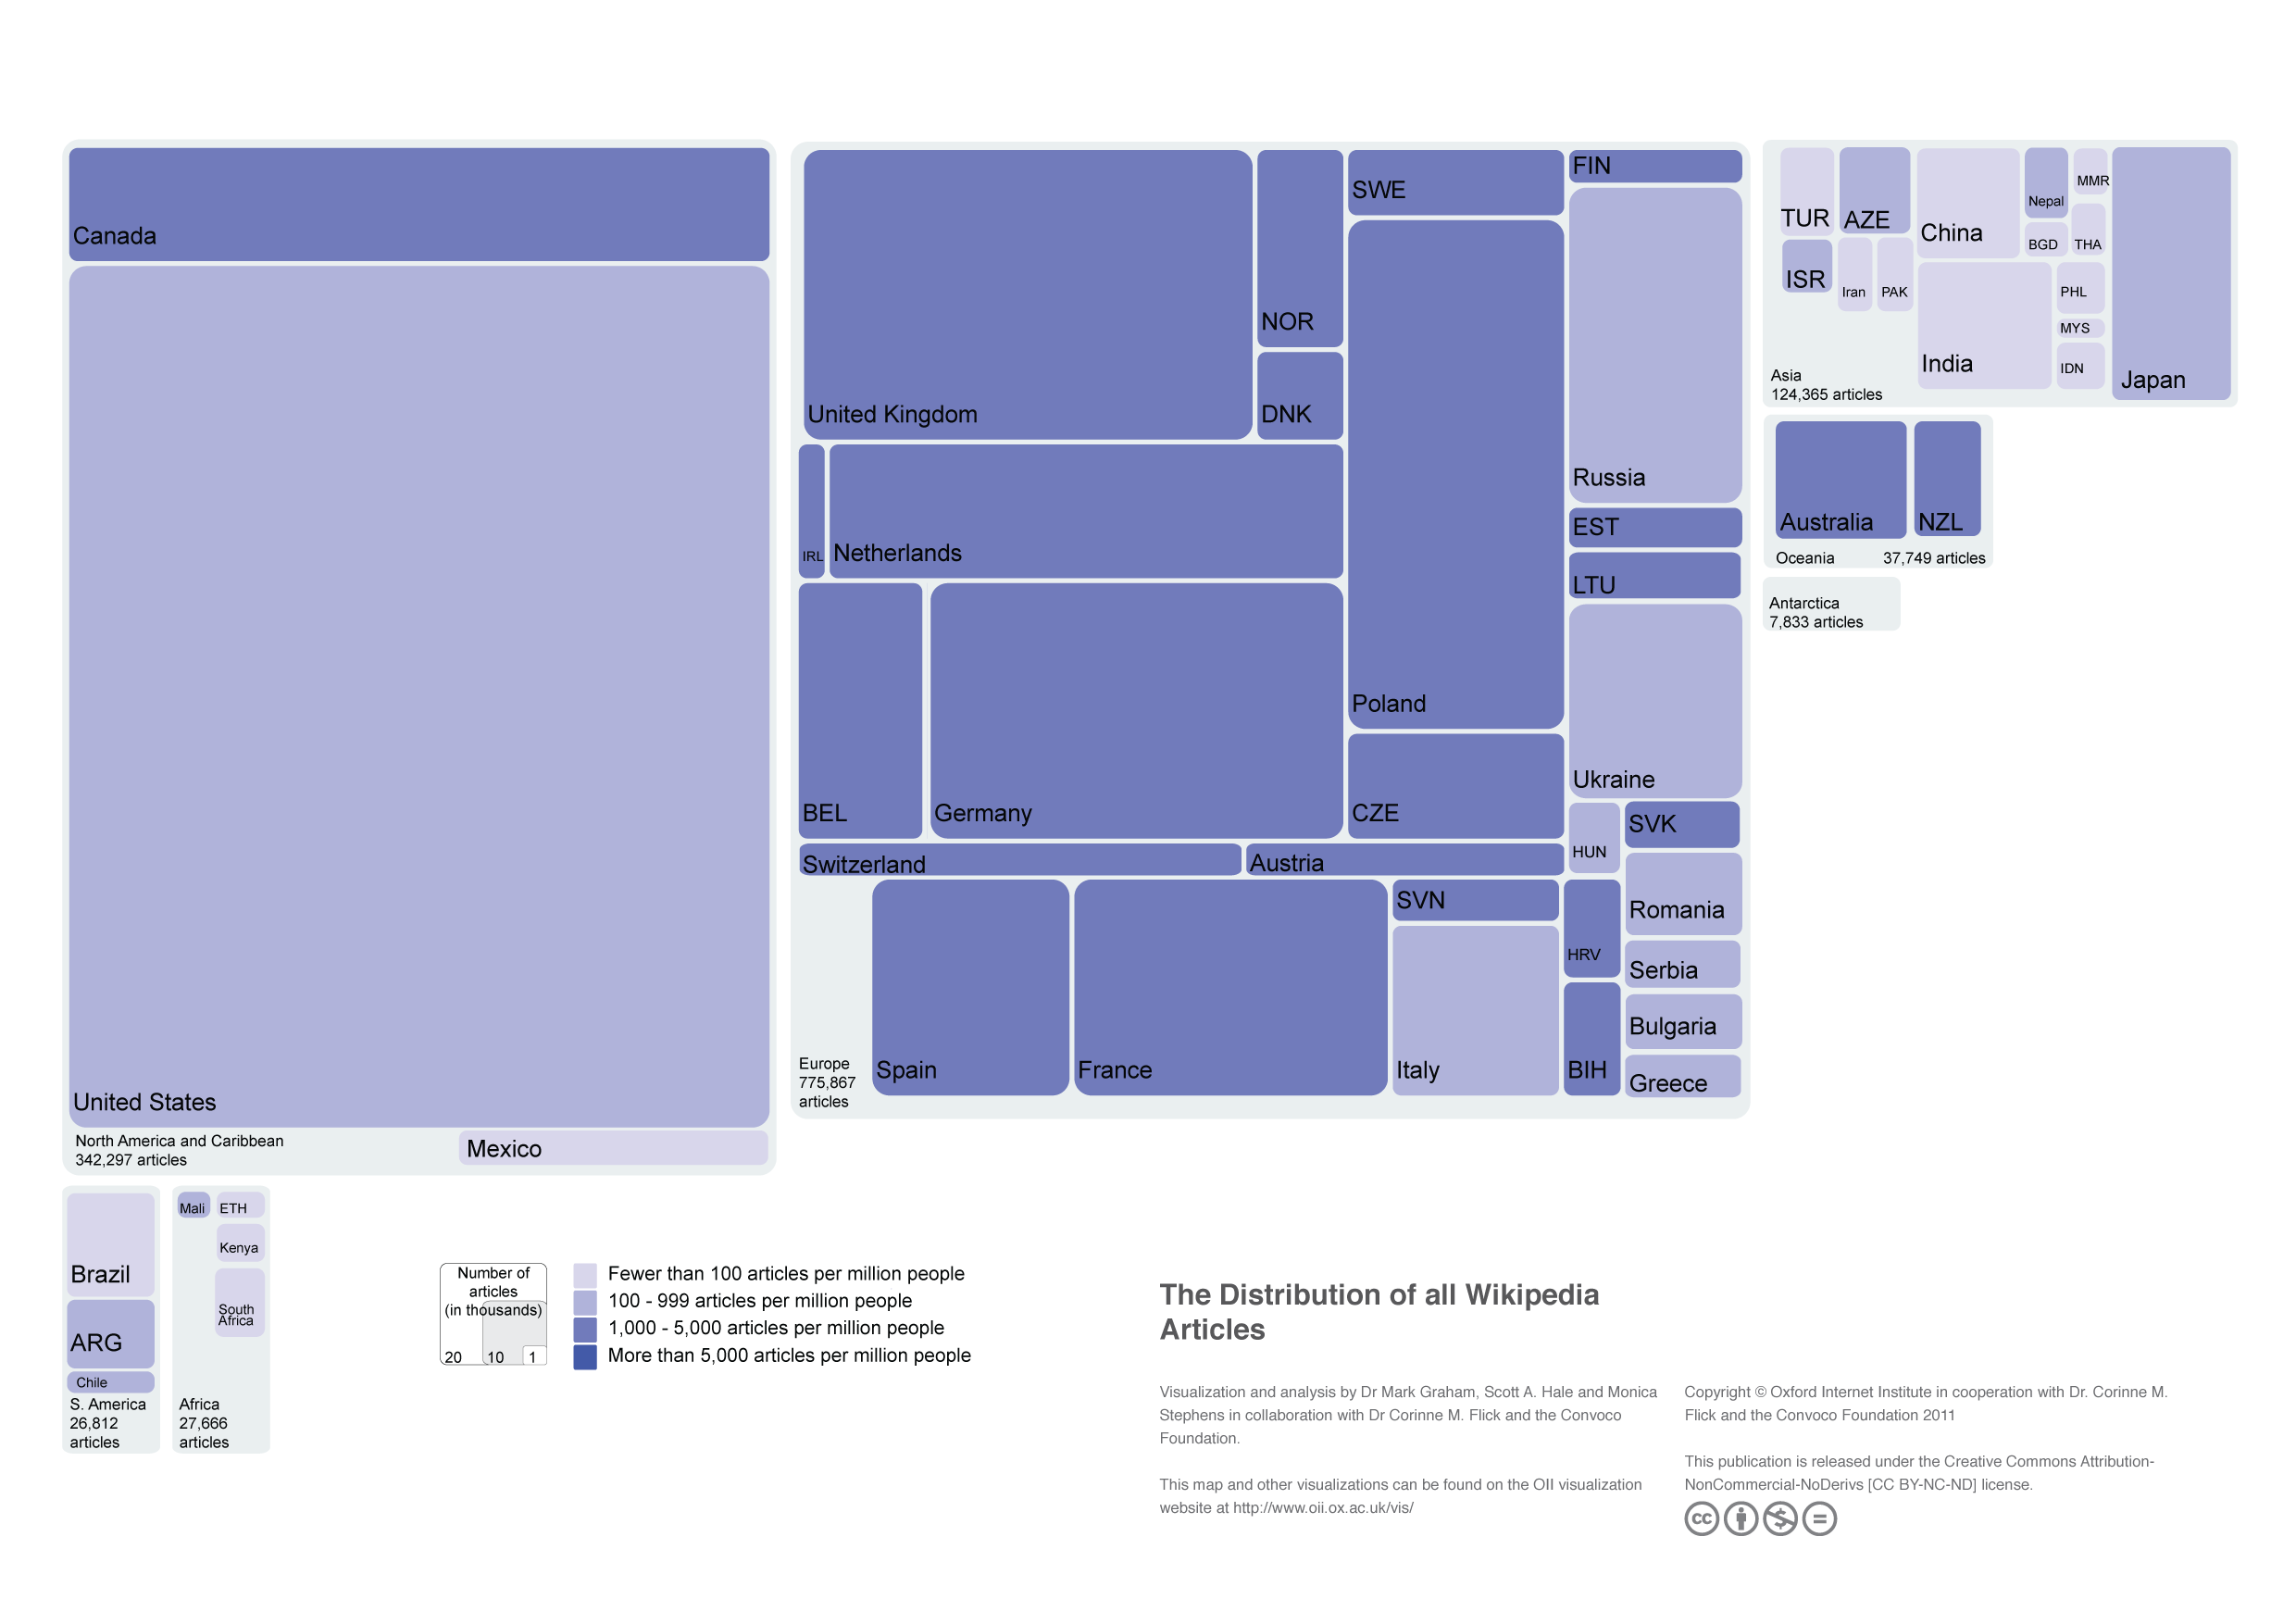 Canada
United States
North America and Caribbean
342,297 articles
Mexico
United Kingdom
NOR
DNK
SWE
FIN
Russia
IRL
Netherlands
Poland
EST
LTU
Ukraine
BEL
Germany
CZE
Switzerland
Austria
HUN
SVK
Romania
Serbia
Bulgaria
Greece
Europe
775,867
articles
Spain
France
SVN
Italy
HRV
BIH
TUR
AZE
China
Nepal
MMR
BGD
THA
ISR
Iran
PAK
India
PHL
MYS
IDN
Japan
Asia
124,365 articles
Australia
NZL
Oceania
37,749 articles
Antarctica
7,833 articles
Brazil
ARG
Chile
S. America
26,812
articles
Mali
ETH
Kenya
South
Africa
Africa
27,666
articles
Number of
articles
(in thousands)
20
10
1
Fewer than 100 articles per million people
100 - 999 articles per million people
1,000 - 5,000 articles per million people
More than 5,000 articles per million people
The Distribution of all Wikipedia
Articles
Visualization and analysis by Dr Mark Graham, Scott A. Hale and Monica
Stephens in collaboration with Dr Corinne M. Flick and the Convoco
Foundation.
This map and other visualizations can be found on the OII visualization
website at http://www.oii.ox.ac.uk/vis/
Copyright © Oxford Internet Institute in cooperation with Dr. Corinne M.
Flick and the Convoco Foundation 2011
This publication is released under the Creative Commons Attribution-
NonCommercial-NoDerivs [CC BY-NC-ND] license.
cc